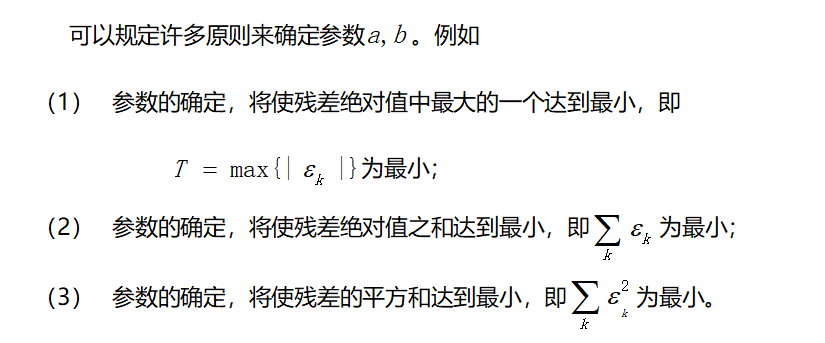 可以规定许多原则来确定参数a, b。例如
(1) 参数的确定，将使残差绝对值中最大的一个达到最小，即
T = max{| ε_k |}为最小；
(2) 参数的确定，将使残差绝对值之和达到最小，即∑_k ε_k 为最小；
(3) 参数的确定，将使残差的平方和达到最小，即∑_k ε_k^2 为最小。